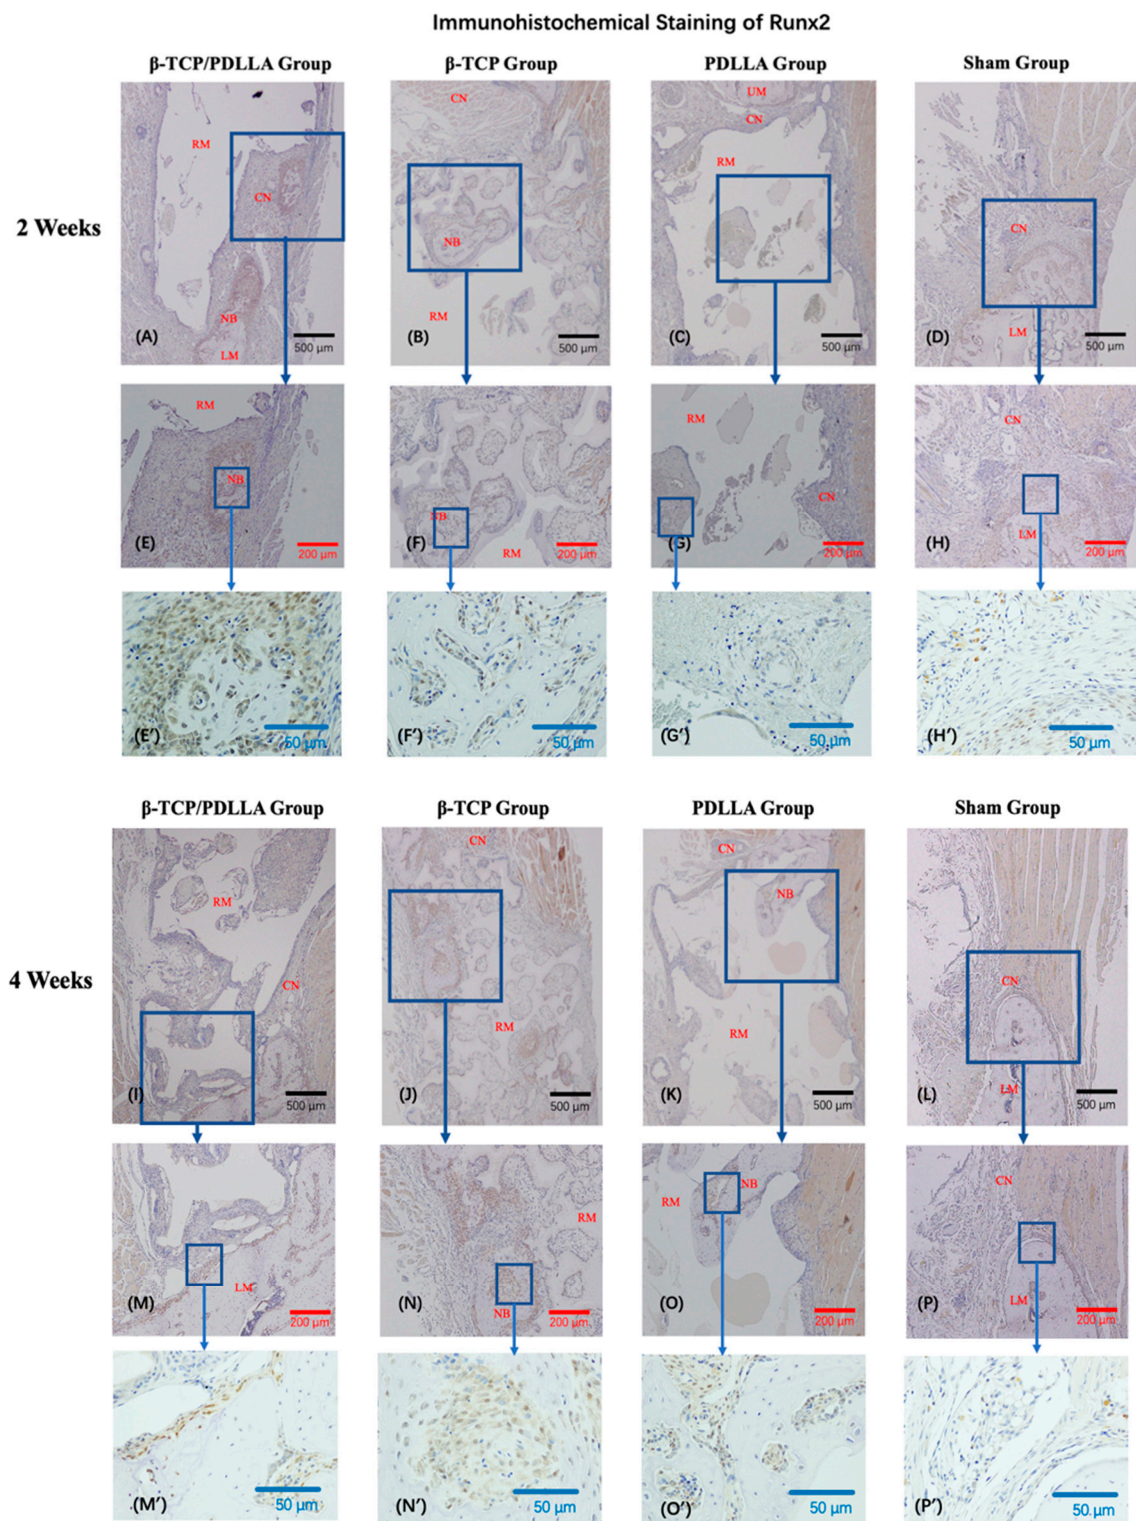 Immunohistochemical Staining of Runx2
β-TCP/PDLLA Group β-TCP Group PDLLA Group Sham Group
2 Weeks
RM CN NB LM (A) 500 μm
CN NB RM (B) 500 μm
UM CN RM (C) 500 μm
CN LM (D) 500 μm
RM NB (E) 200 μm
NB RM (F) 200 μm
RM CN (G) 200 μm
CN LM (H) 200 μm
(E') 50 μm
(F') 50 μm
(G') 50 μm
(H') 50 μm
β-TCP/PDLLA Group β-TCP Group PDLLA Group Sham Group
4 Weeks
RM CN (I) 500 μm
CN RM (J) 500 μm
CN NB RM (K) 500 μm
CN LM (L) 500 μm
LM (M) 200 μm
RM NB (N) 200 μm
NB RM (O) 200 μm
CN LM (P) 200 μm
(M') 50 μm
(N') 50 μm
(O') 50 μm
(P') 50 μm